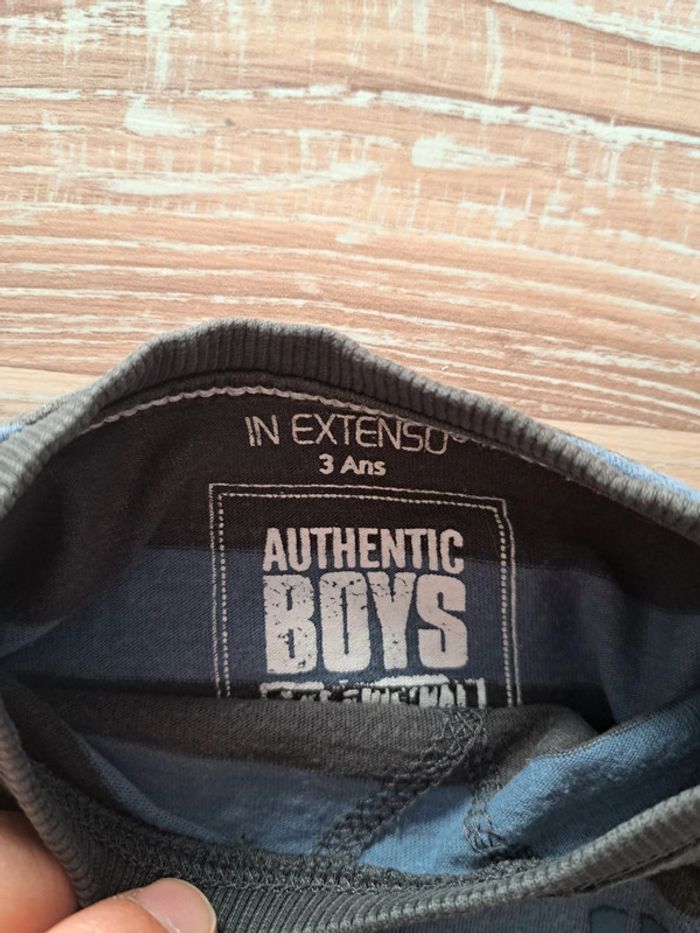 IN EXTENSO
3 Ans
AUTHENTIC
BOYS